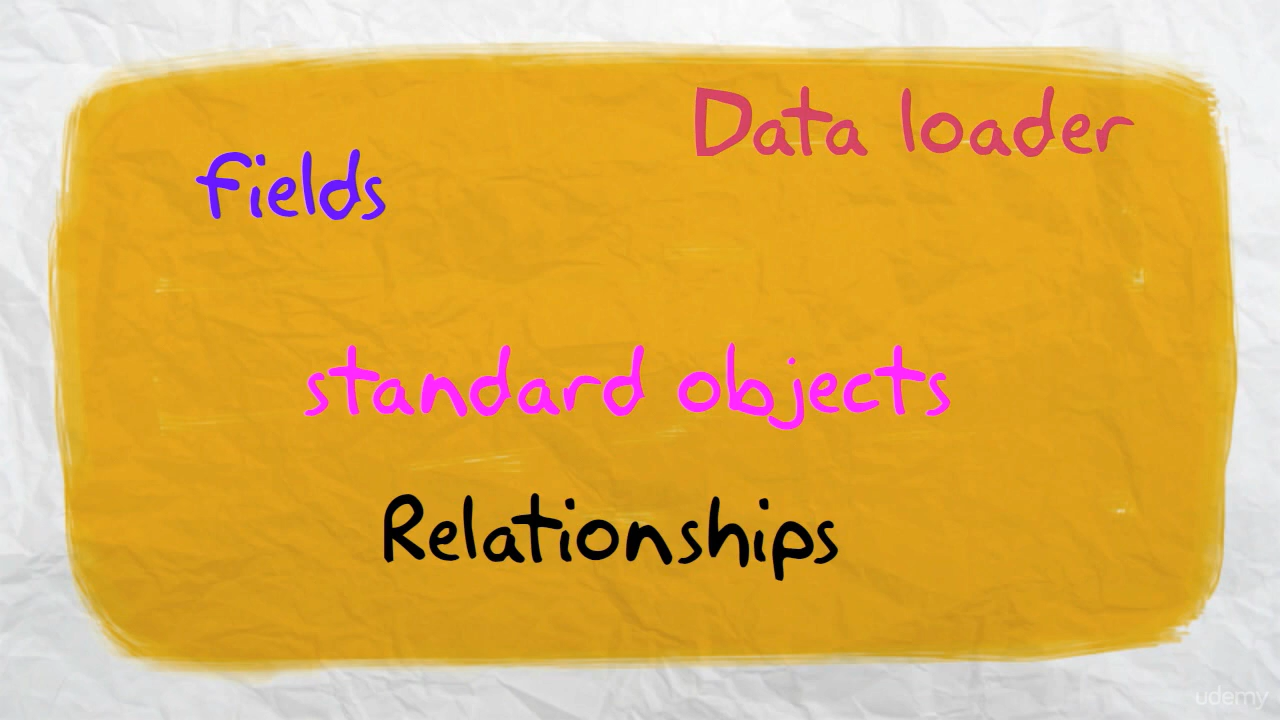 Data loader
fields
standard objects
Relationships
udemy